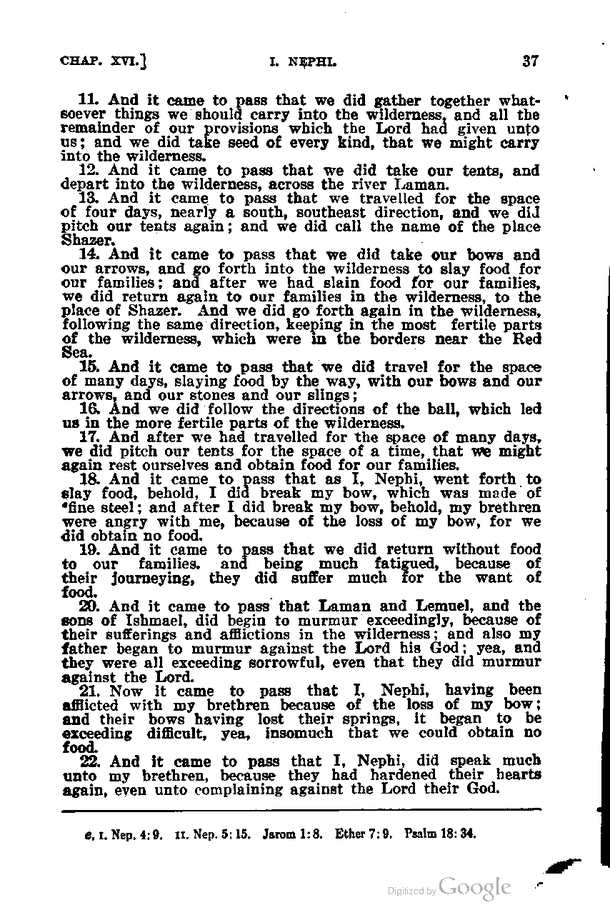 CHAP. XVI.] I. NEPHI. 37
11. And it came to pass that we did gather together what-
soever things we should carry into the wilderness, and all the
remainder of our provisions which the Lord had given unto
us; and we did take seed of every kind, that we might carry
into the wilderness.
12. And it came to pass that we did take our tents, and
depart into the wilderness, across the river Laman.
13. And it came to pass that we travelled for the space
of four days, nearly a south, southeast direction, and we did
pitch our tents again; and we did call the name of the place
Shazer.
14. And it came to pass that we did take our bows and
our arrows, and go forth into the wilderness to slay food for
our families; and after we had slain food for our families,
we did return again to our families in the wilderness, to the
place of Shazer. And we did go forth again in the wilderness,
following the same direction, keeping in the most fertile parts
of the wilderness, which were in the borders near the Red
Sea.
15. And it came to pass that we did travel for the space
of many days, slaying food by the way, with our bows and our
arrows, and our stones and our slings;
16. And we did follow the directions of the ball, which led
us in the more fertile parts of the wilderness.
17. And after we had travelled for the space of many days,
we did pitch our tents for the space of a time, that we might
again rest ourselves and obtain food for our families.
18. And it came to pass that as I, Nephi, went forth to
slay food, behold, I did break my bow, which was made of
ᵉfine steel; and after I did break my bow, behold, my brethren
were angry with me, because of the loss of my bow, for we
did obtain no food.
19. And it came to pass that we did return without food
to our families. and being much fatigued, because of
their journeying, they did suffer much for the want of
food.
20. And it came to pass that Laman and Lemuel, and the
sons of Ishmael, did begin to murmur exceedingly, because of
their sufferings and afflictions in the wilderness; and also my
father began to murmur against the Lord his God; yea, and
they were all exceeding sorrowful, even that they did murmur
against the Lord.
21. Now it came to pass that I, Nephi, having been
afflicted with my brethren because of the loss of my bow;
and their bows having lost their springs, it began to be
exceeding difficult, yea, insomuch that we could obtain no
food.
22. And it came to pass that I, Nephi, did speak much
unto my brethren, because they had hardened their hearts
again, even unto complaining against the Lord their God.
e, I. Nep. 4:9. II. Nep. 5:15. Jarom 1:8. Ether 7:9. Psalm 18:34.
Digitized by Google